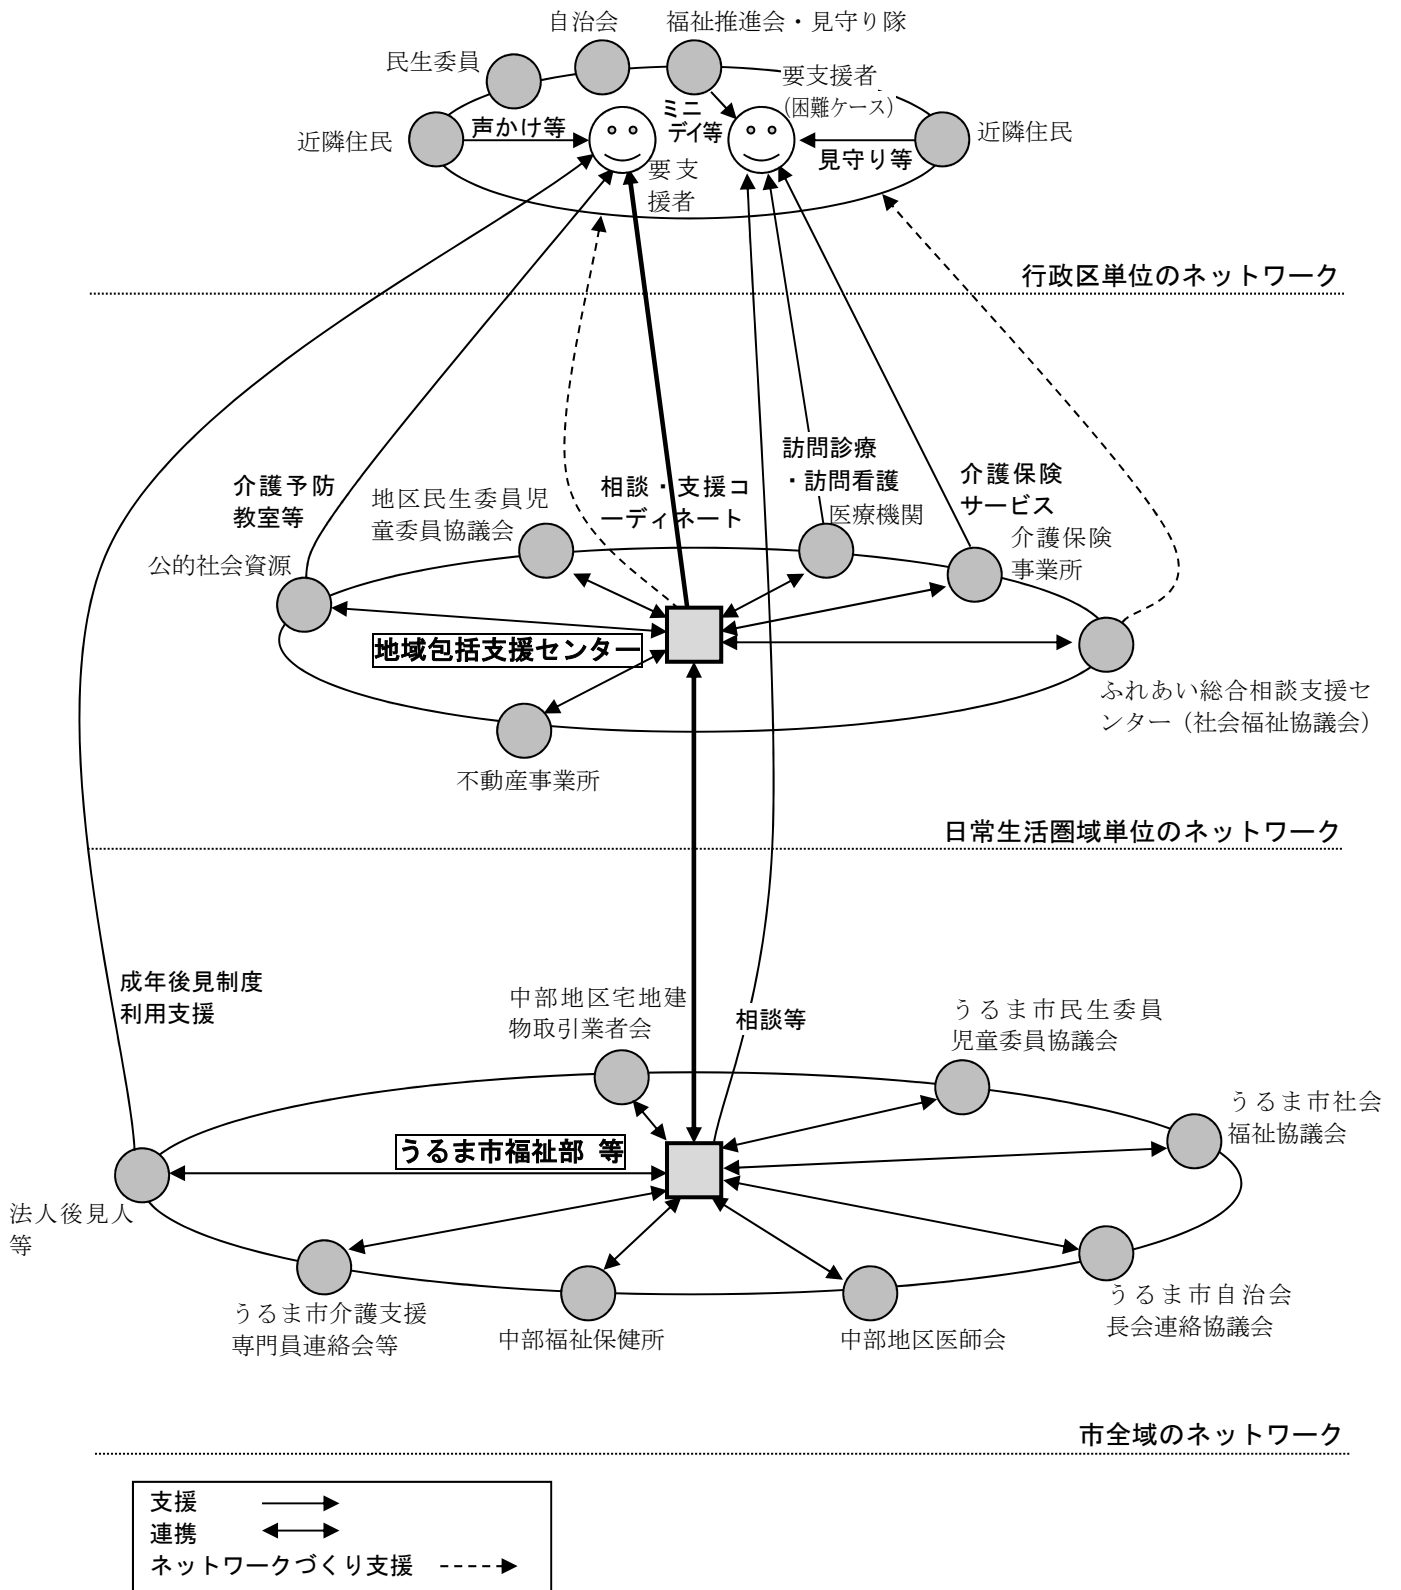 自治会
福祉推進会・見守り隊
民生委員
要支援者
(困難ケース)
近隣住民
声かけ等
ミニ
デイ等
近隣住民
見守り等
要支
援者
行政区単位のネットワーク
介護予防
教室等
地区民生委員児
童委員協議会
相談・支援コ
ーディネート
訪問診療
・訪問看護
医療機関
介護保険
サービス
介護保険
事業所
公的社会資源
地域包括支援センター
ふれあい総合相談支援セ
ンター（社会福祉協議会）
不動産事業所
日常生活圏域単位のネットワーク
成年後見制度
利用支援
中部地区宅地建
物取引業者会
相談等
うるま市民生委員
児童委員協議会
うるま市社会
福祉協議会
うるま市福祉部 等
法人後見人
等
うるま市介護支援
専門員連絡会等
中部福祉保健所
中部地区医師会
うるま市自治会
長会連絡協議会
市全域のネットワーク
支援
連携
ネットワークづくり支援